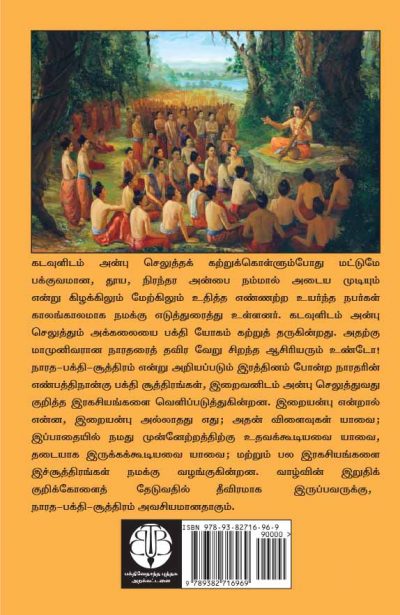 கடவுளிடம் அன்பு செலுத்தக் கற்றுக்கொள்ளும்போது மட்டுமே
பக்குவமான, தூய, நிரந்தர அன்பை நம்மால் அடைய முடியும்
என்று கிழக்கிலும் மேற்கிலும் உதித்த எண்ணற்ற உயர்ந்த நபர்கள்
காலங்காலமாக நமக்கு எடுத்துரைத்து உள்ளனர். கடவுளிடம் அன்பு
செலுத்தும் அக்கலையை பக்தி யோகம் கற்றுத் தருகின்றது. அதற்கு
மாமுனிவரான நாரதரைத் தவிர வேறு சிறந்த ஆசிரியரும் உண்டோ!
நாரத-பக்தி-சூத்திரம் என்று அறியப்படும் இரத்தினம் போன்ற நாரதரின்
எண்பத்திநான்கு பக்தி சூத்திரங்கள், இறைவனிடம் அன்பு செலுத்துவது
குறித்த இரகசியங்களை வெளிப்படுத்துகின்றன. இறையன்பு என்றால்
என்ன, இறையன்பு அல்லாதது எது; அதன் விளைவுகள் யாவை;
இப்பாதையில் நமது முன்னேற்றத்திற்கு உதவக்கூடியவை யாவை,
தடையாக இருக்கக்கூடியவை யாவை; மற்றும் பல இரகசியங்களை
இச்சூத்திரங்கள் நமக்கு வழங்குகின்றன. வாழ்வின் இறுதிக்
குறிக்கோளைத் தேடுவதில் தீவிரமாக இருப்பவருக்கு,
நாரத-பக்தி-சூத்திரம் அவசியமானதாகும்.
ISBN 978-93-82716-96-9
90000
9 789382 716969
பக்திவேதாந்த புத்தக
அறக்கட்டளை